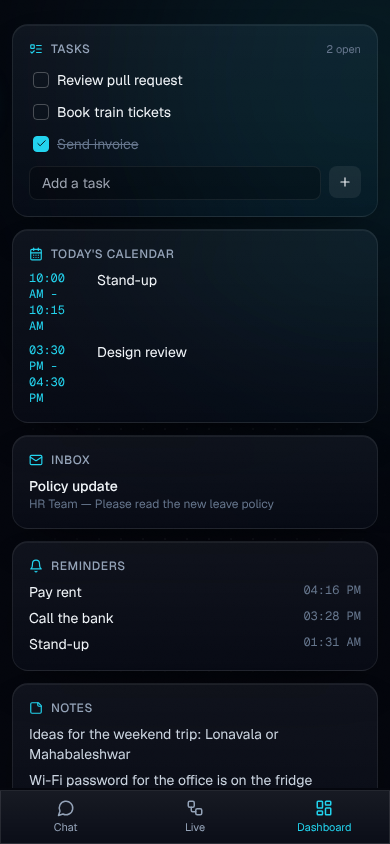 TASKS
2 open
Review pull request
Book train tickets
Send invoice
Add a task
+
TODAY'S CALENDAR
10:00 AM – 10:15 AM
Stand-up
03:30 PM – 04:30 PM
Design review
INBOX
Policy update
HR Team — Please read the new leave policy
REMINDERS
Pay rent 04:16 PM
Call the bank 03:28 PM
Stand-up 01:31 AM
NOTES
Ideas for the weekend trip: Lonavala or
Mahabaleshwar
Wi-Fi password for the office is on the fridge
Chat Live Dashboard